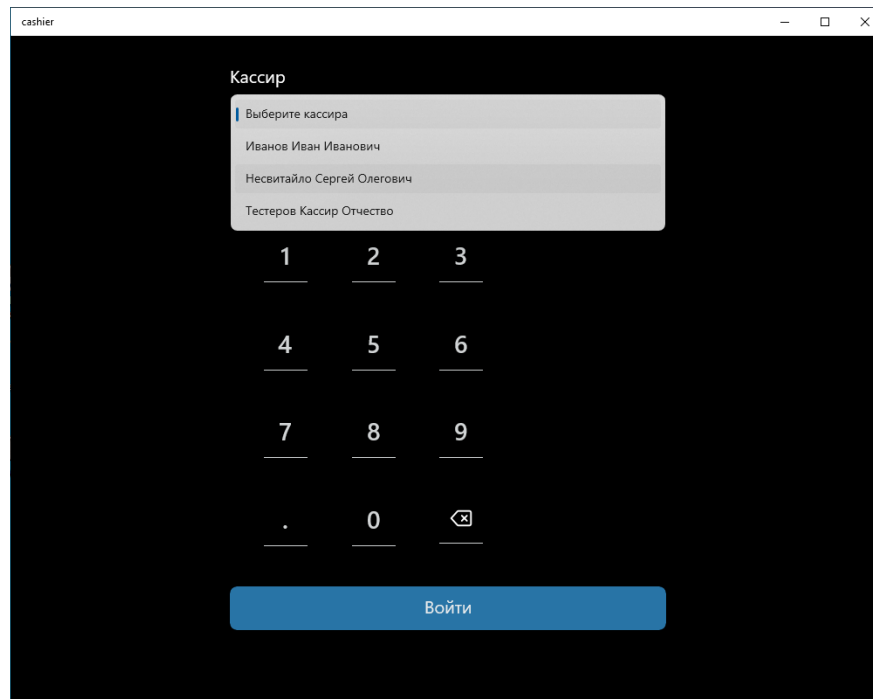 cashier
Кассир
Выберите кассира
Иванов Иван Иванович
Несвитайло Сергей Олегович
Тестеров Кассир Отчество
1 2 3
4 5 6
7 8 9
. 0
Войти